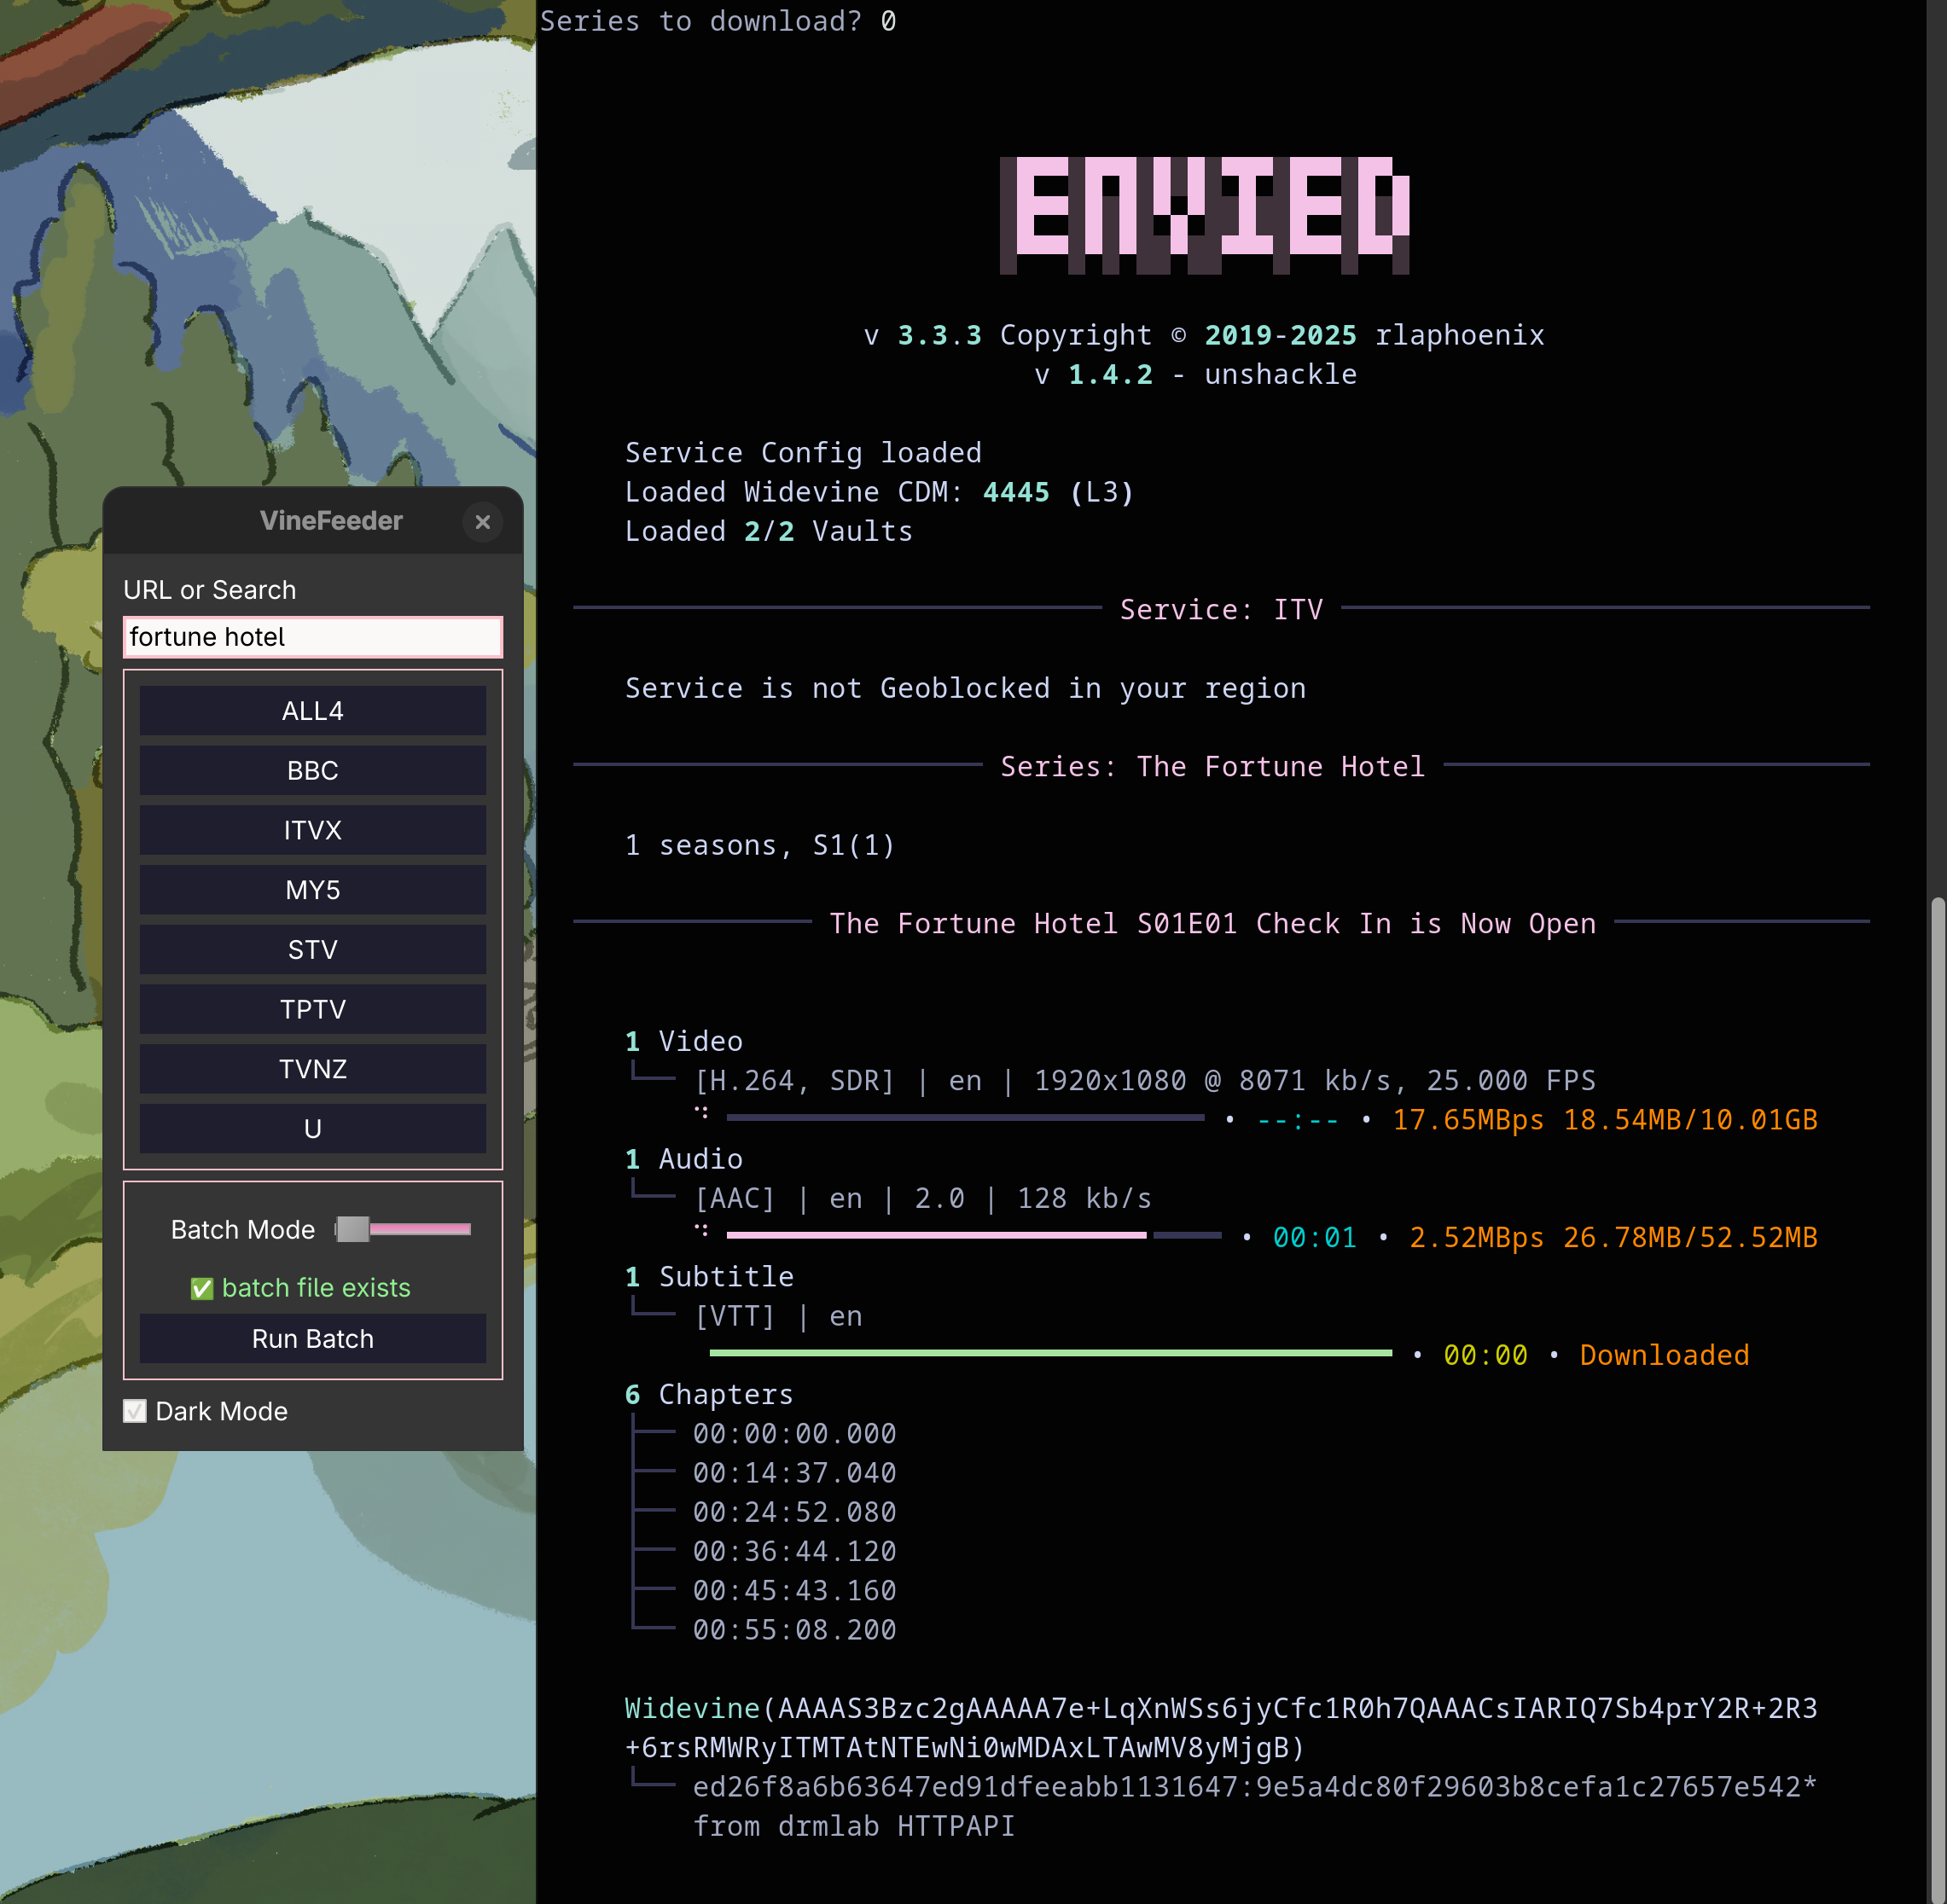 Series to download? 0
ENVIED
v 3.3.3 Copyright © 2019-2025 rlaphoenix
v 1.4.2 - unshackle
Service Config loaded
Loaded Widevine CDM: 4445 (L3)
Loaded 2/2 Vaults
Service: ITV
Service is not Geoblocked in your region
Series: The Fortune Hotel
1 seasons, S1(1)
The Fortune Hotel S01E01 Check In is Now Open
1 Video
[H.264, SDR] | en | 1920x1080 @ 8071 kb/s, 25.000 FPS
• --:-- • 17.65MBps 18.54MB/10.01GB
1 Audio
[AAC] | en | 2.0 | 128 kb/s
• 00:01 • 2.52MBps 26.78MB/52.52MB
1 Subtitle
[VTT] | en
• 00:00 • Downloaded
6 Chapters
00:00:00.000
00:14:37.040
00:24:52.080
00:36:44.120
00:45:43.160
00:55:08.200
Widevine(AAAAS3Bzc2gAAAAA7e+LqXnWSs6jyCfc1R0h7QAAACsIARIQ7Sb4prY2R+2R3
+6rsRMWRyITMTAtNTEwNi0wMDAxLTAwMV8yMjgB)
ed26f8a6b63647ed91dfeeabb1131647:9e5a4dc80f29603b8cefa1c27657e542*
from drmlab HTTPAPI
VineFeeder
URL or Search
fortune hotel
ALL4
BBC
ITVX
MY5
STV
TPTV
TVNZ
U
Batch Mode
✅ batch file exists
Run Batch
Dark Mode